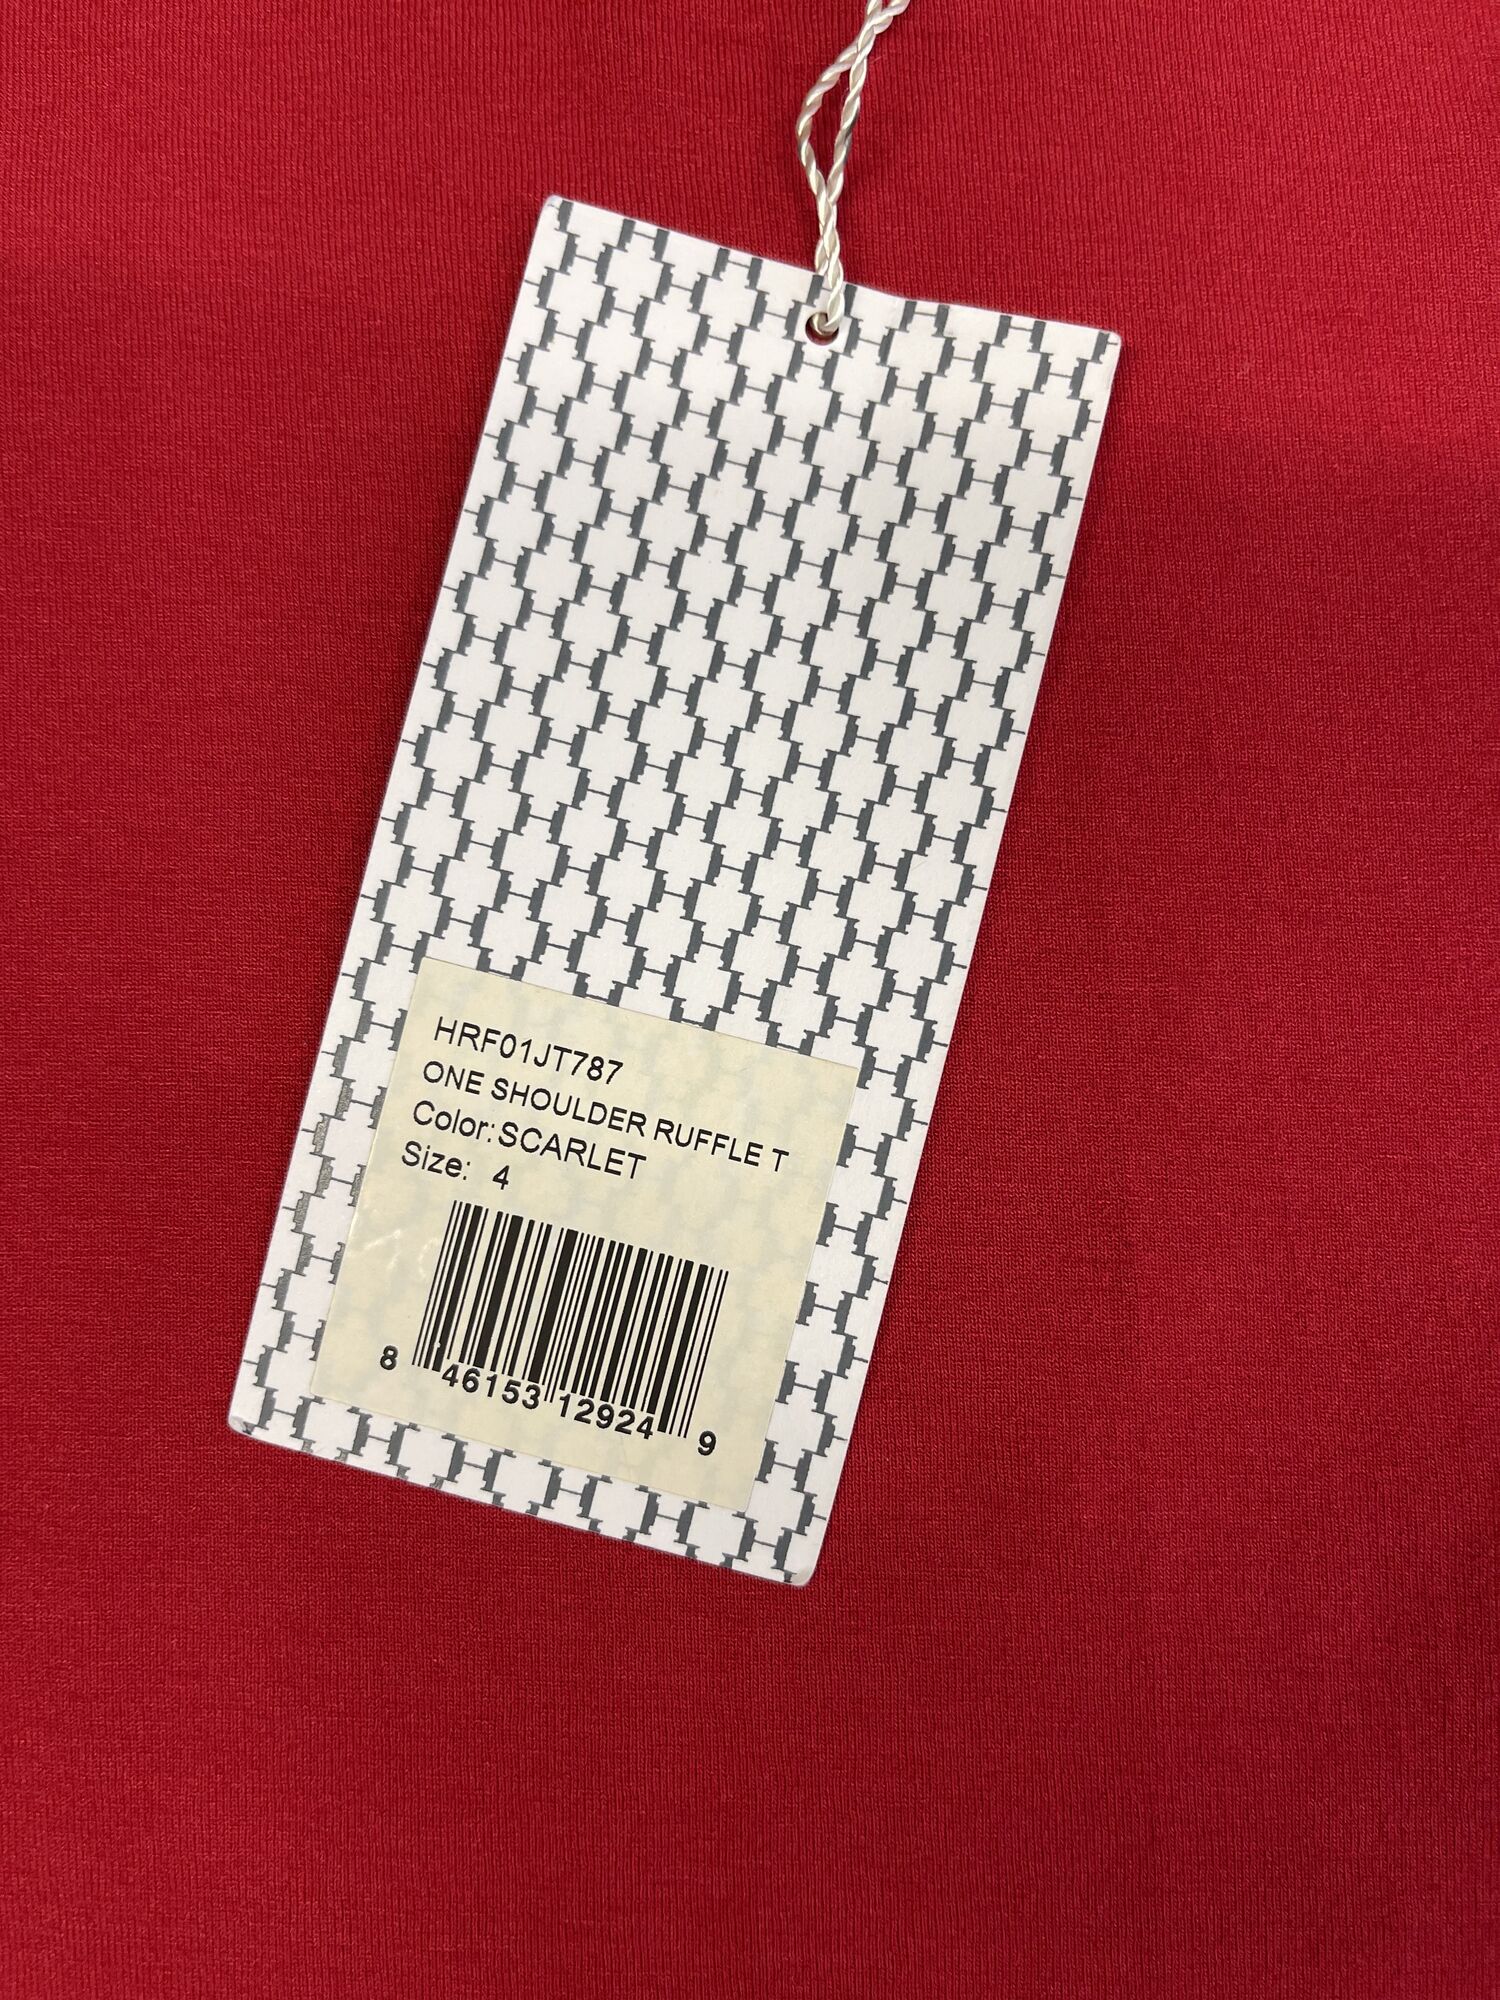 HRF01JT787
ONE SHOULDER RUFFLE T
Color: SCARLET
Size: 4
8 46153 12924 9